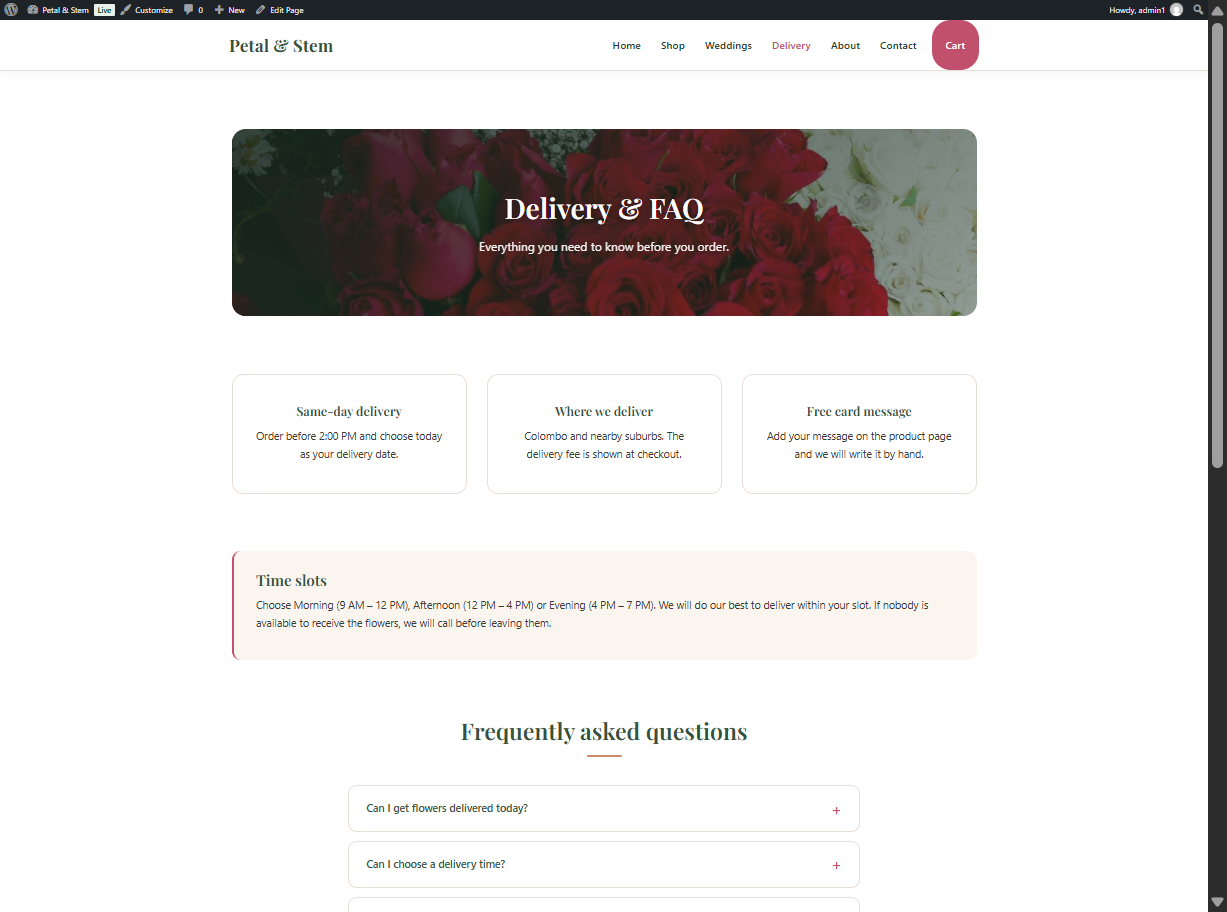 Petal & Stem Live Customize 0 New Edit Page Howdy, admin1
Petal & Stem Home Shop Weddings Delivery About Contact Cart
Delivery & FAQ
Everything you need to know before you order.
Same-day delivery
Order before 2:00 PM and choose today
as your delivery date.
Where we deliver
Colombo and nearby suburbs. The
delivery fee is shown at checkout.
Free card message
Add your message on the product page
and we will write it by hand.
Time slots
Choose Morning (9 AM – 12 PM), Afternoon (12 PM – 4 PM) or Evening (4 PM – 7 PM). We will do our best to deliver within your slot. If nobody is
available to receive the flowers, we will call before leaving them.
Frequently asked questions
Can I get flowers delivered today? +
Can I choose a delivery time? +